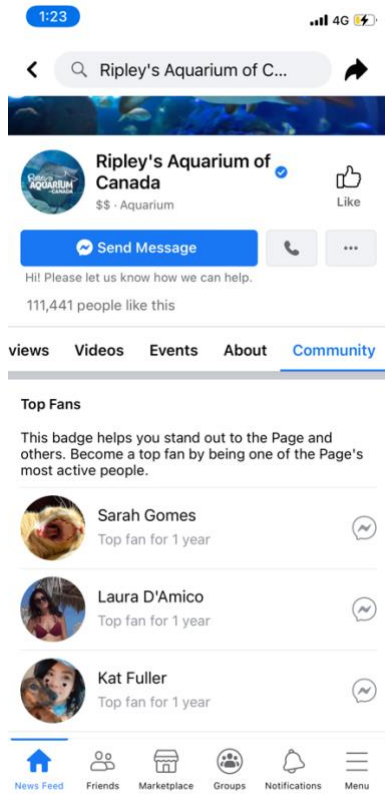 1:23
4G
Ripley's Aquarium of C...
Ripley's
AQUARIUM
CANADA
Ripley's Aquarium of
Canada
$$ · Aquarium
Like
Send Message
Hi! Please let us know how we can help.
111,441 people like this
views Videos Events About Community
Top Fans
This badge helps you stand out to the Page and
others. Become a top fan by being one of the Page's
most active people.
Sarah Gomes
Top fan for 1 year
Laura D'Amico
Top fan for 1 year
Kat Fuller
Top fan for 1 year
News Feed Friends Marketplace Groups Notifications Menu